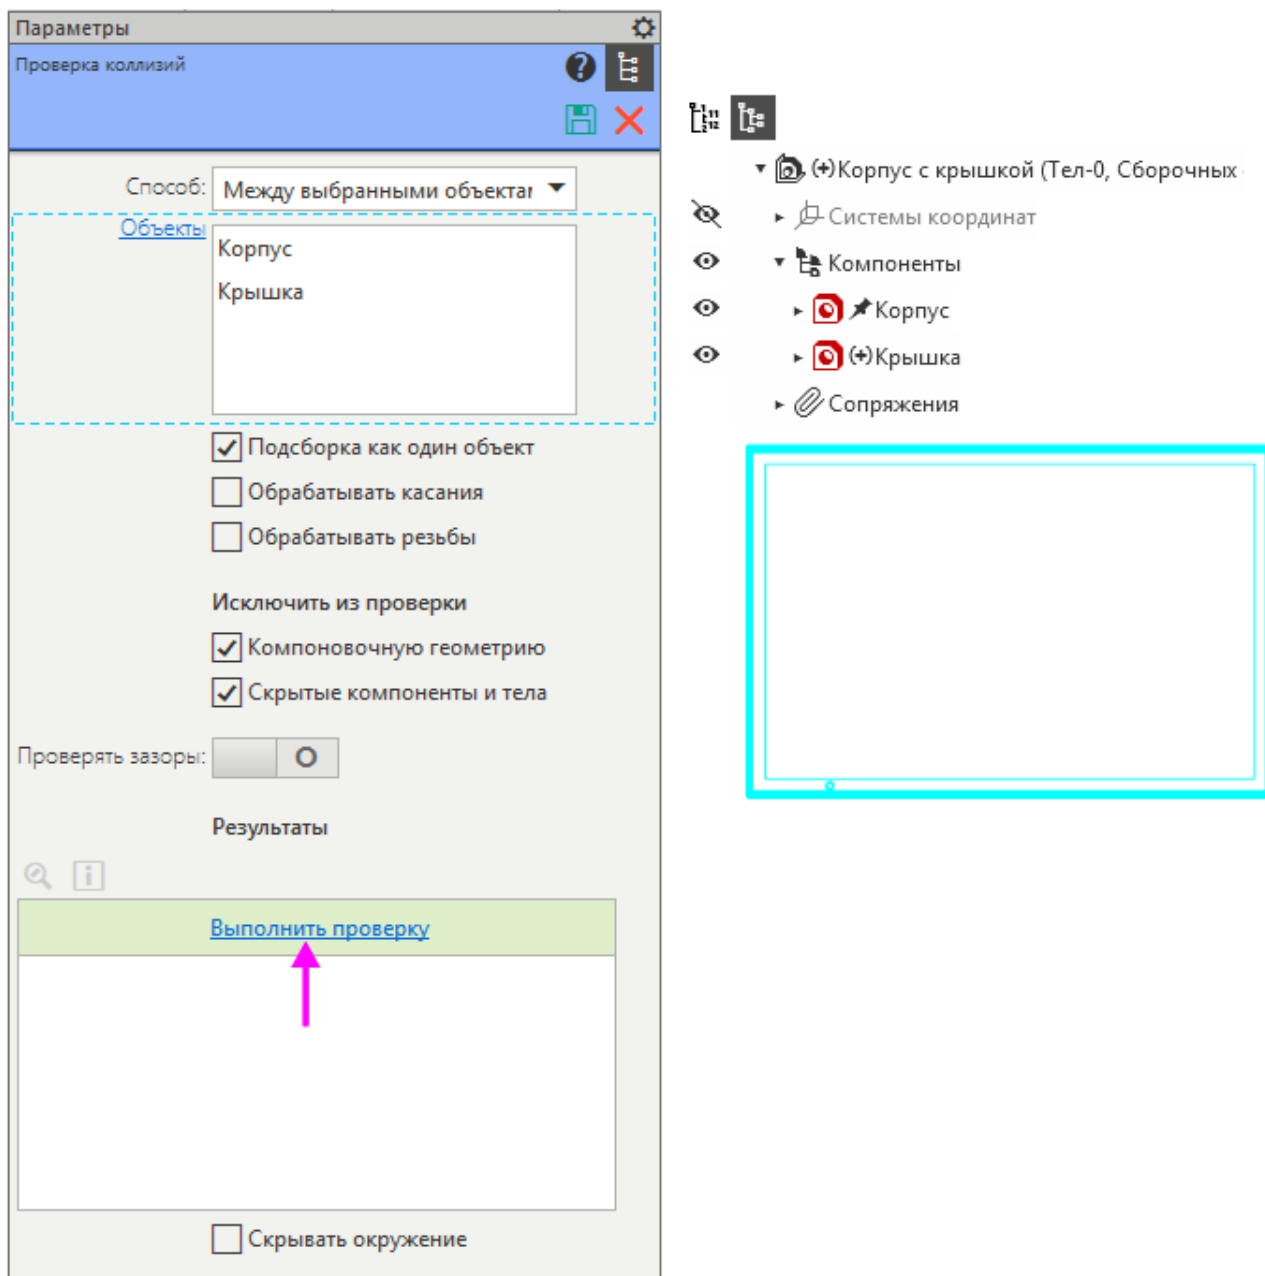 Параметры
Проверка коллизий
Способ: Между выбранными объектаг
Объекты
Корпус
Крышка
Подсборка как один объект
Обрабатывать касания
Обрабатывать резьбы
Исключить из проверки
Компоновочную геометрию
Скрытые компоненты и тела
Проверять зазоры:
Результаты
Выполнить проверку
Скрывать окружение
(+)Корпус с крышкой (Тел-0, Сборочных
Системы координат
Компоненты
Корпус
(+)Крышка
Сопряжения